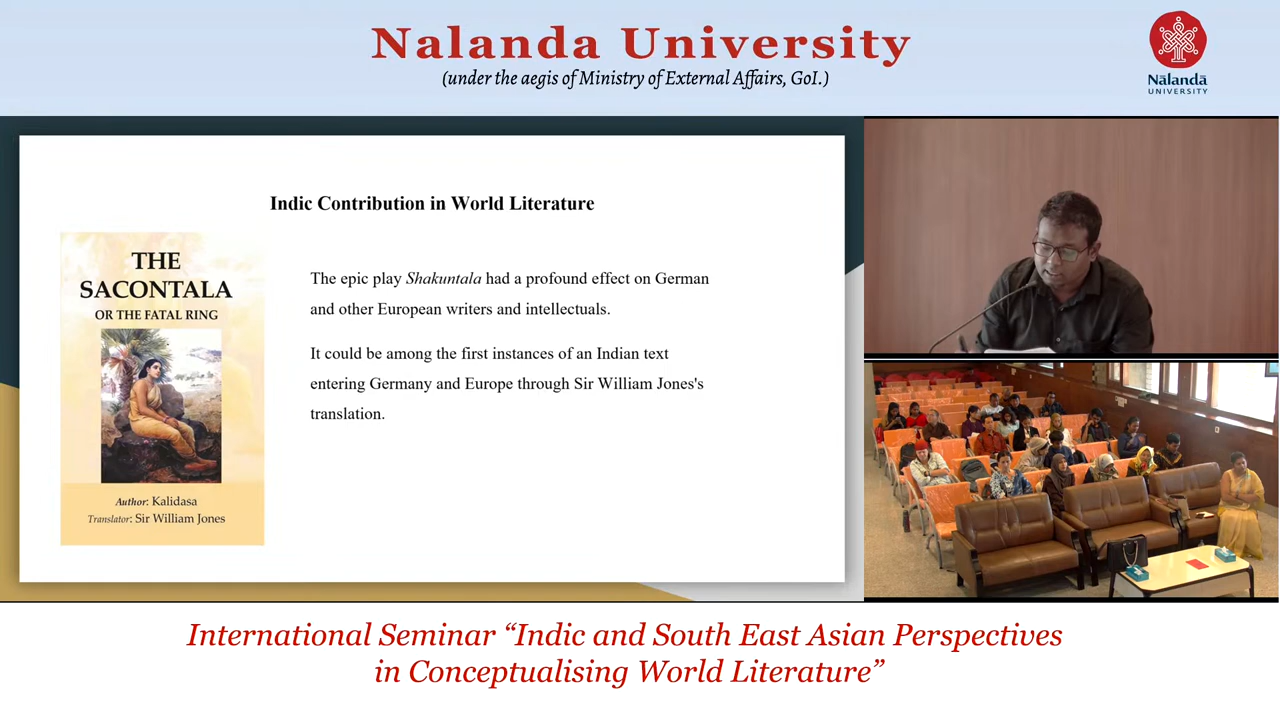 Nalanda University
(under the aegis of Ministry of External Affairs, GoI.)
Nālandā
UNIVERSITY
Indic Contribution in World Literature
THE
SACONTALA
OR THE FATAL RING
Author: Kalidasa
Translator: Sir William Jones
The epic play Shakuntala had a profound effect on German
and other European writers and intellectuals.
It could be among the first instances of an Indian text
entering Germany and Europe through Sir William Jones's
translation.
International Seminar “Indic and South East Asian Perspectives
in Conceptualising World Literature”